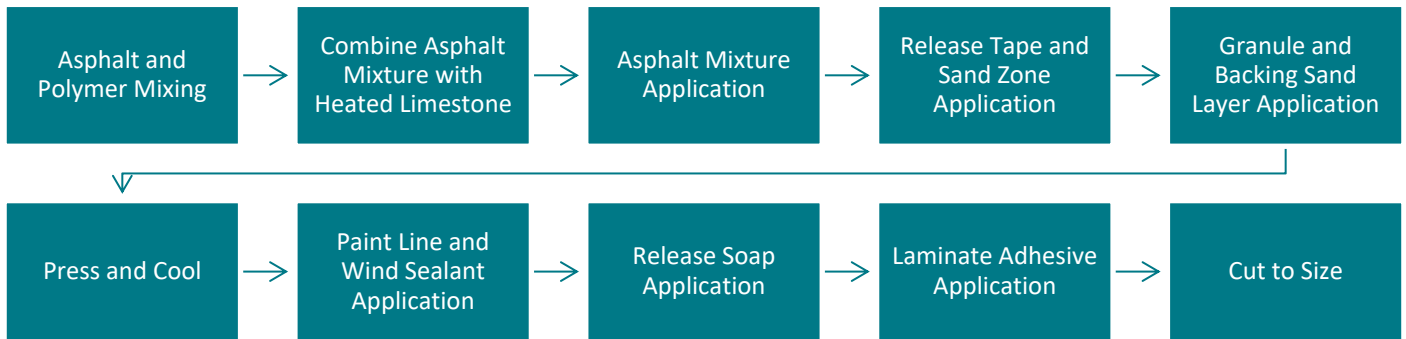 Asphalt and
Polymer Mixing
Combine Asphalt
Mixture with
Heated Limestone
Asphalt Mixture
Application
Release Tape and
Sand Zone
Application
Granule and
Backing Sand
Layer Application
Press and Cool
Paint Line and
Wind Sealant
Application
Release Soap
Application
Laminate Adhesive
Application
Cut to Size